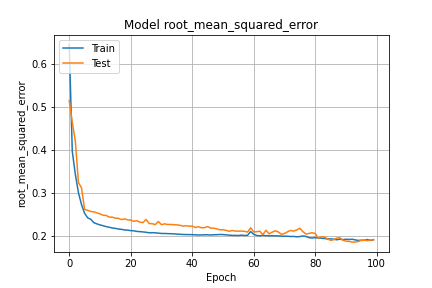 Model root_mean_squared_error
Train
Test
0.6
0.5
0.4
0.3
0.2
root_mean_squared_error
0 20 40 60 80 100
Epoch